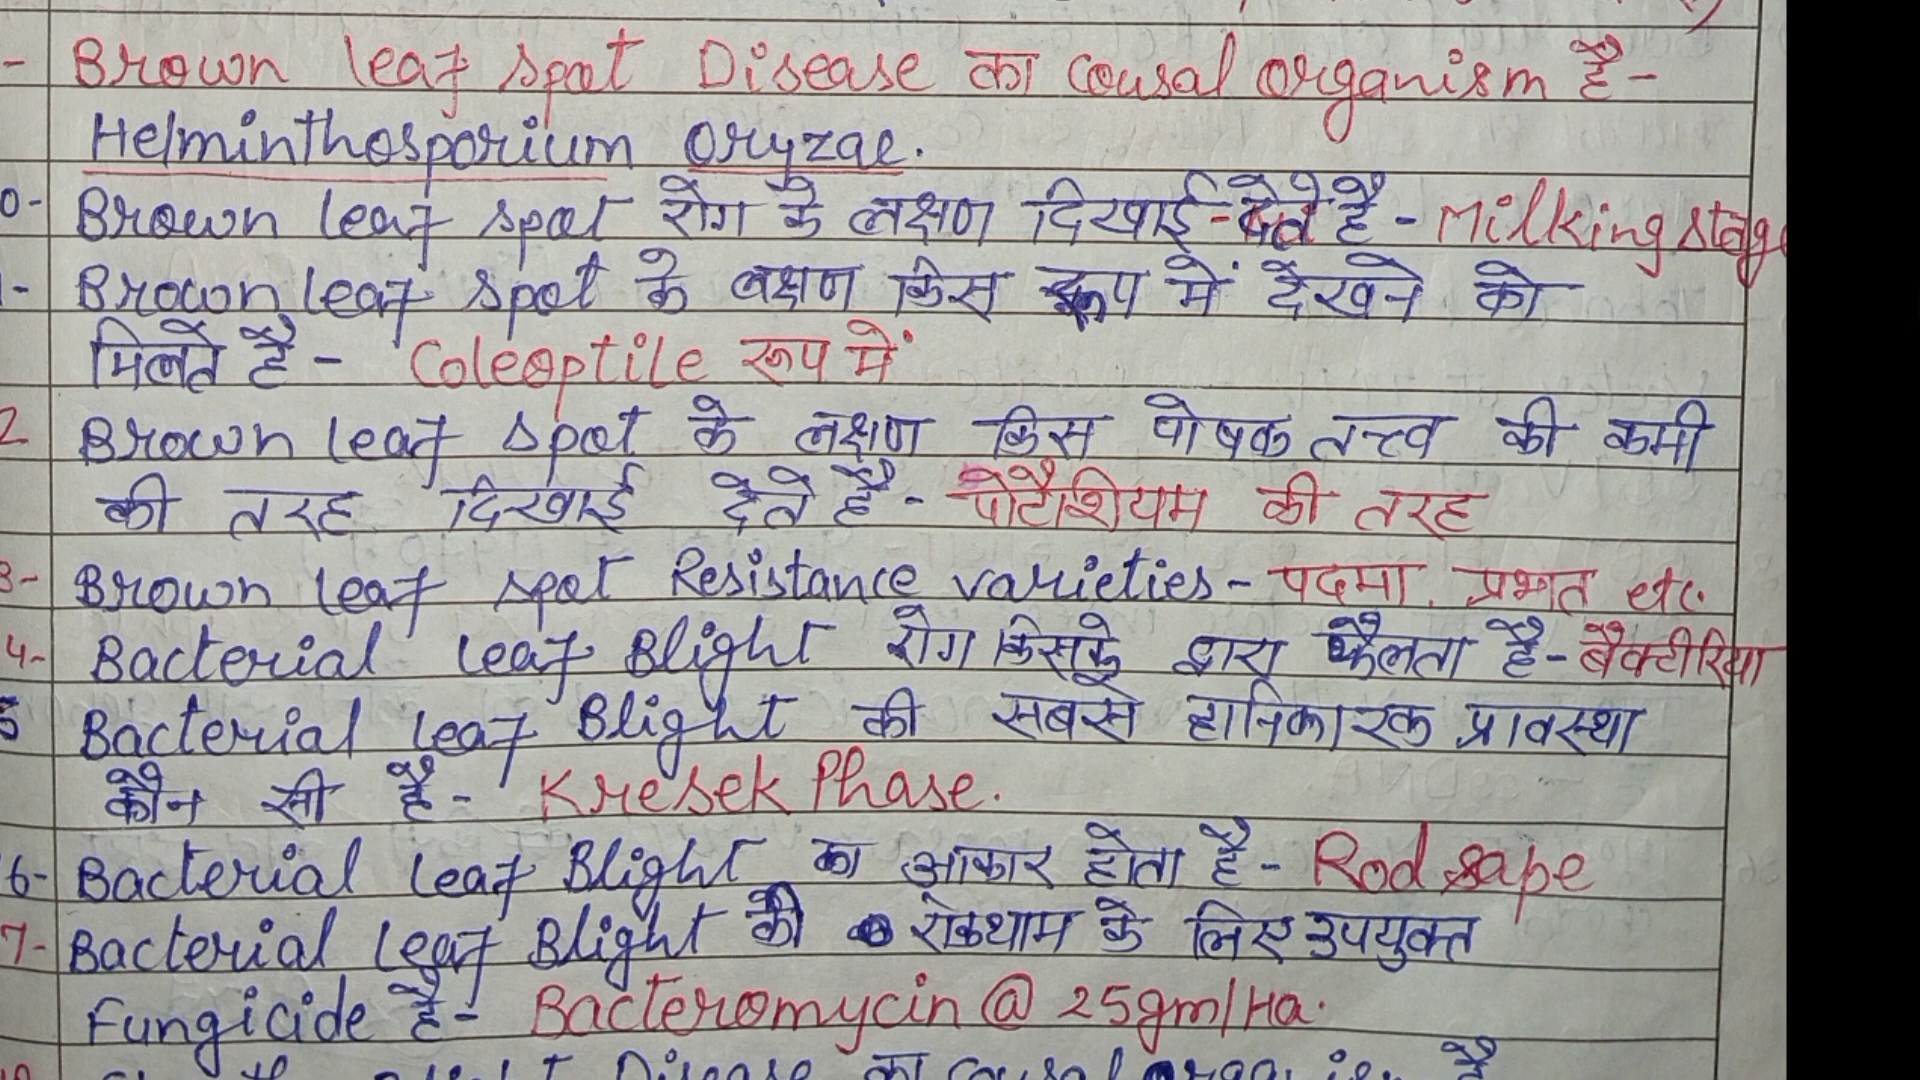 - Brown leaf spot Disease का Causal organism है-
Helminthosporium oryzae.
0- Brown leaf spot रोग के लक्षण दिखाई देते है - Milking stage
1- Brown leaf spot के लक्षण किस रूप में देखने को
मिलते है - Coleoptile रूप में
2 Brown leaf spot के लक्षण किस पोषक तत्त्व की कमी
की तरह दिखाई देते है - पोटैशियम की तरह
3- Brown leaf spot Resistance varieties - पदमा, प्रभात etc.
4- Bacterial leaf Blight रोग किसके द्वारा फैलता है - बैक्टीरिया
5 Bacterial leaf Blight की सबसे हानिकारक प्रावस्था
कौन सी है - Kresek Phase.
6- Bacterial leaf Blight का आकार होता है - Rod sape
7- Bacterial leaf Blight की रोकथाम के लिए उपयुक्त
Fungicide है - Bacteromycin @ 25gm/Ha.
Disease का causal